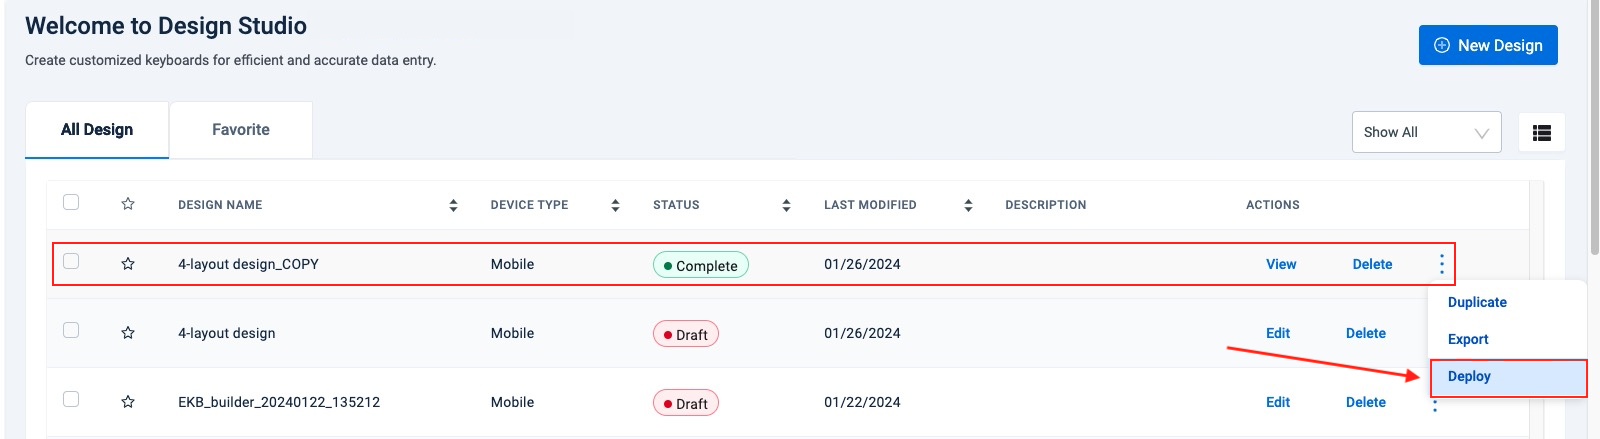 Welcome to Design Studio
Create customized keyboards for efficient and accurate data entry.
New Design
All Design Favorite
Show All
DESIGN NAME DEVICE TYPE STATUS LAST MODIFIED DESCRIPTION ACTIONS
4-layout design_COPY Mobile Complete 01/26/2024 View Delete
Duplicate
4-layout design Mobile Draft 01/26/2024 Edit Delete
Export
Deploy
EKB_builder_20240122_135212 Mobile Draft 01/22/2024 Edit Delete